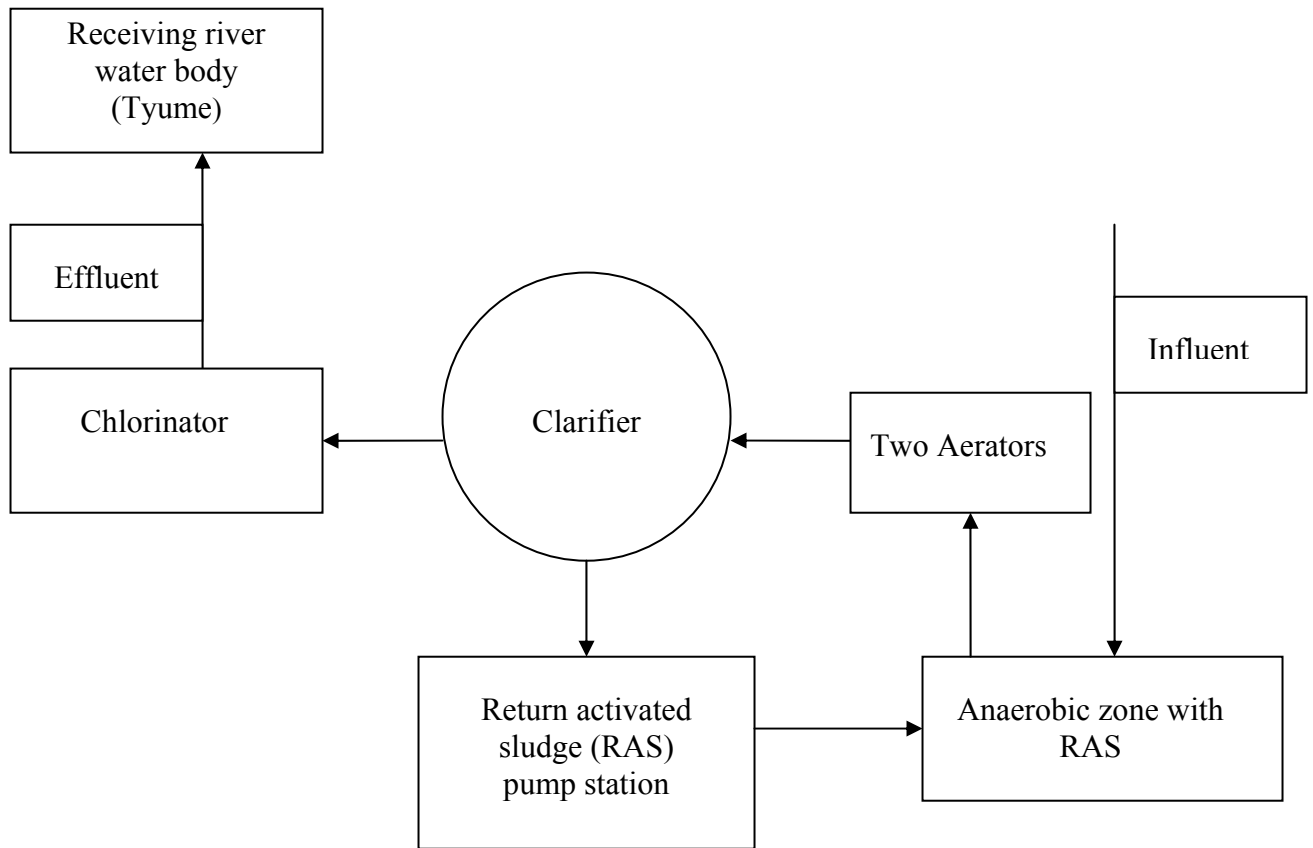 Receiving river
water body
(Tyume)
Effluent
Influent
Chlorinator
Clarifier
Two Aerators
Return activated
sludge (RAS)
pump station
Anaerobic zone with
RAS